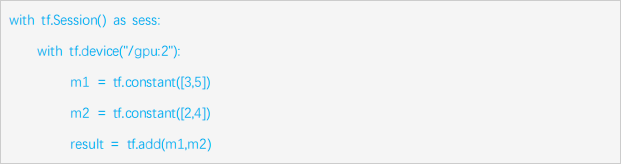 with tf.Session() as sess:
with tf.device("/gpu:2"):
m1 = tf.constant([3,5])
m2 = tf.constant([2,4])
result = tf.add(m1,m2)